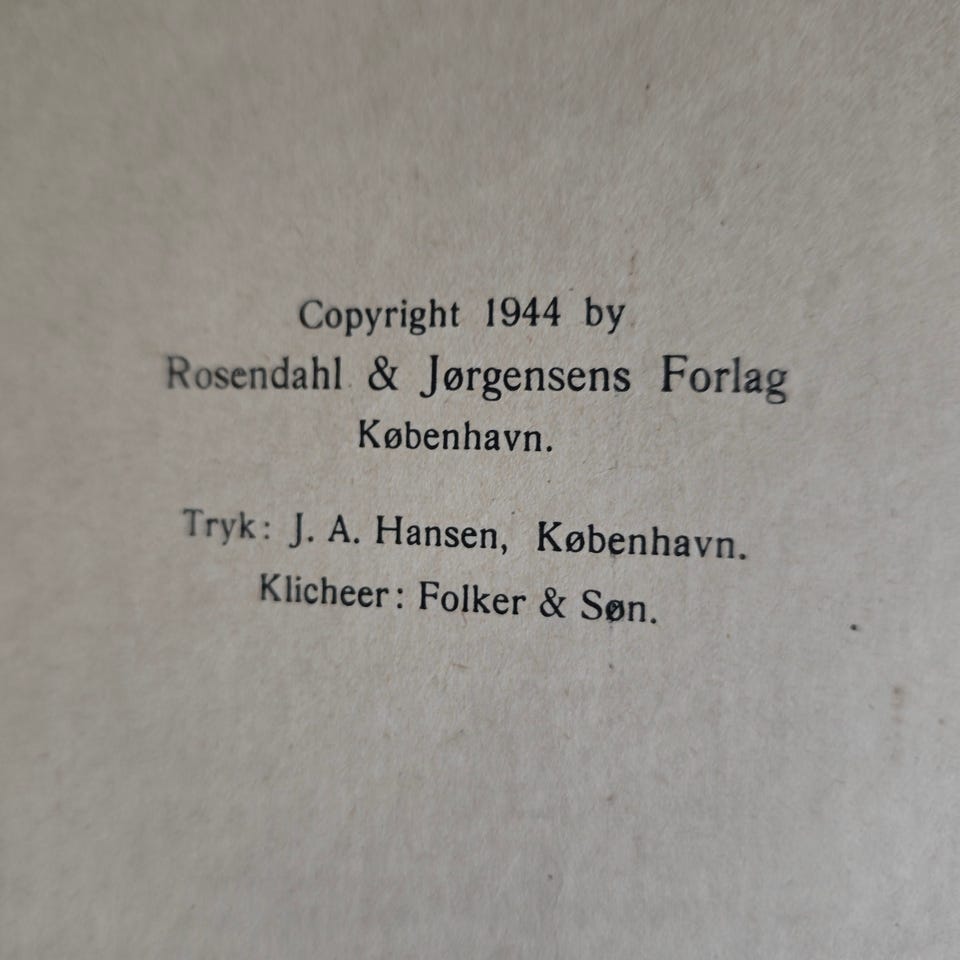 Copyright 1944 by
Rosendahl & Jørgensens Forlag
København.
Tryk: J. A. Hansen, København.
Klicheer: Folker & Søn.